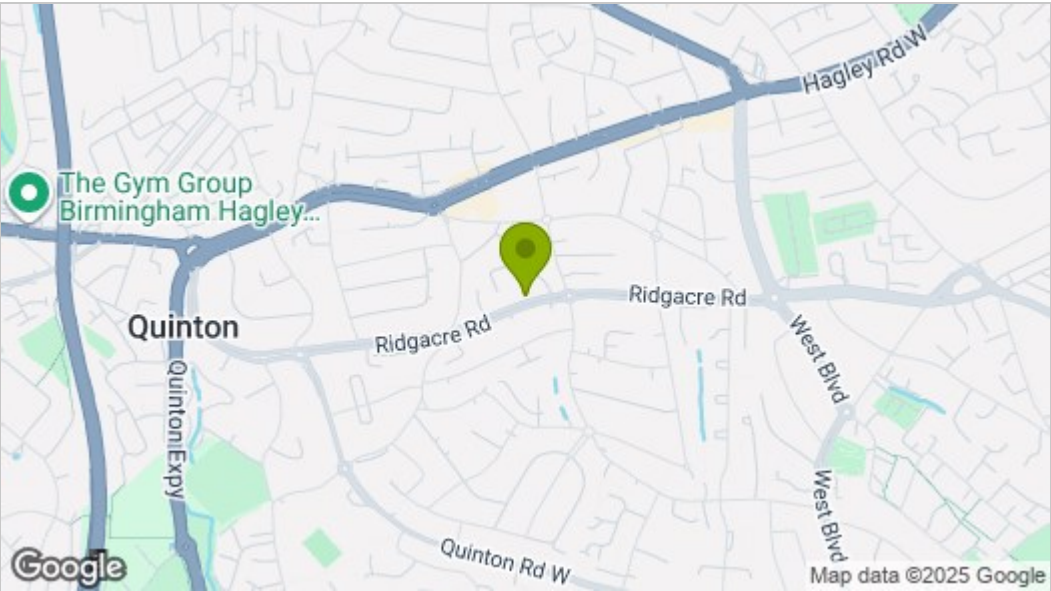 Hagley Rd W
The Gym Group
Birmingham Hagley...
Ridgacre Rd
Quinton
Ridgacre Rd
West Blvd
Quinton Expy
West Blvd
Quinton Rd W
Google
Map data ©2025 Google